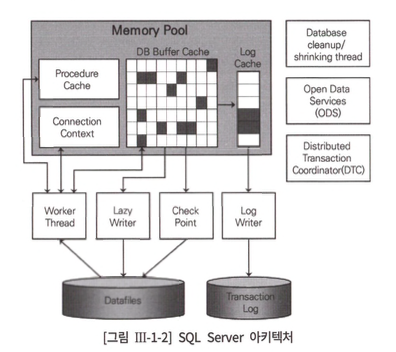 Memory Pool
DB Buffer Cache
Log
Cache
Procedure
Cache
Connection
Context
Database
cleanup/
shrinking thread
Open Data
Services
(ODS)
Distributed
Transaction
Coordinator(DTC)
Worker
Thread
Lazy
Writer
Check
Point
Log
Writer
Datafiles
Transaction
Log
[그림 Ⅲ-1-2] SQL Server 아키텍처